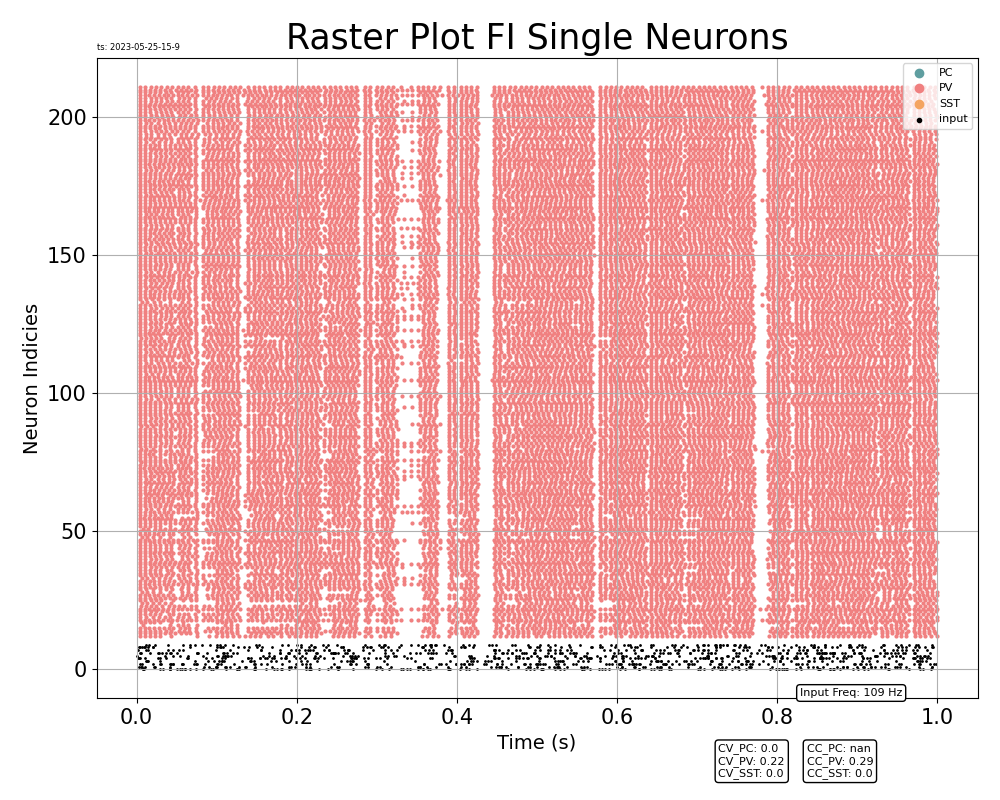 Raster Plot FI Single Neurons
ts: 2023-05-25-15-9
PC
PV
SST
input
200
150
100
50
0
Neuron Indicies
0.0 0.2 0.4 0.6 0.8 1.0
Time (s)
Input Freq: 109 Hz
CV_PC: 0.0
CV_PV: 0.22
CV_SST: 0.0
CC_PC: nan
CC_PV: 0.29
CC_SST: 0.0